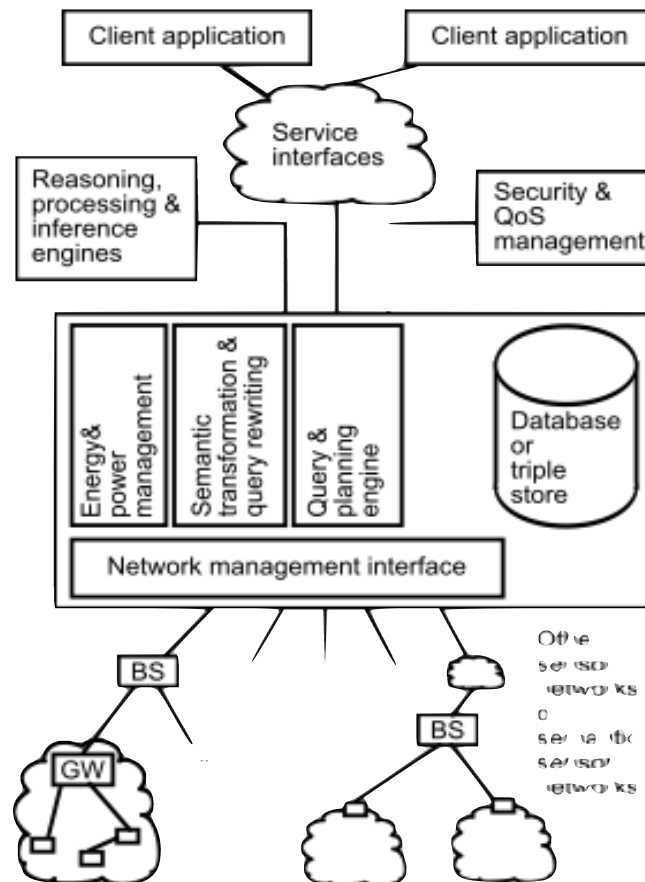 Client application
Client application
Service
interfaces
Reasoning,
processing &
inference
engines
Security &
QoS
management
Energy&
power
management
Semantic
transformation &
query rewriting
Query &
planning
engine
Database
or
triple
store
Network management interface
BS
GW
BS